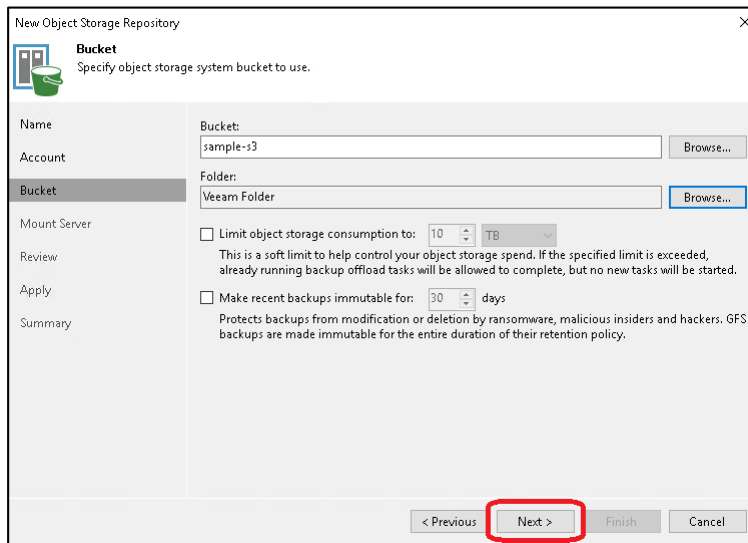 New Object Storage Repository
Bucket
Specify object storage system bucket to use.
Name
Account
Bucket
Mount Server
Review
Apply
Summary
Bucket:
sample-s3
Browse...
Folder:
Veeam Folder
Browse...
Limit object storage consumption to: 10 TB
This is a soft limit to help control your object storage spend. If the specified limit is exceeded,
already running backup offload tasks will be allowed to complete, but no new tasks will be started.
Make recent backups immutable for: 30 days
Protects backups from modification or deletion by ransomware, malicious insiders and hackers. GFS
backups are made immutable for the entire duration of their retention policy.
< Previous
Next >
Finish
Cancel